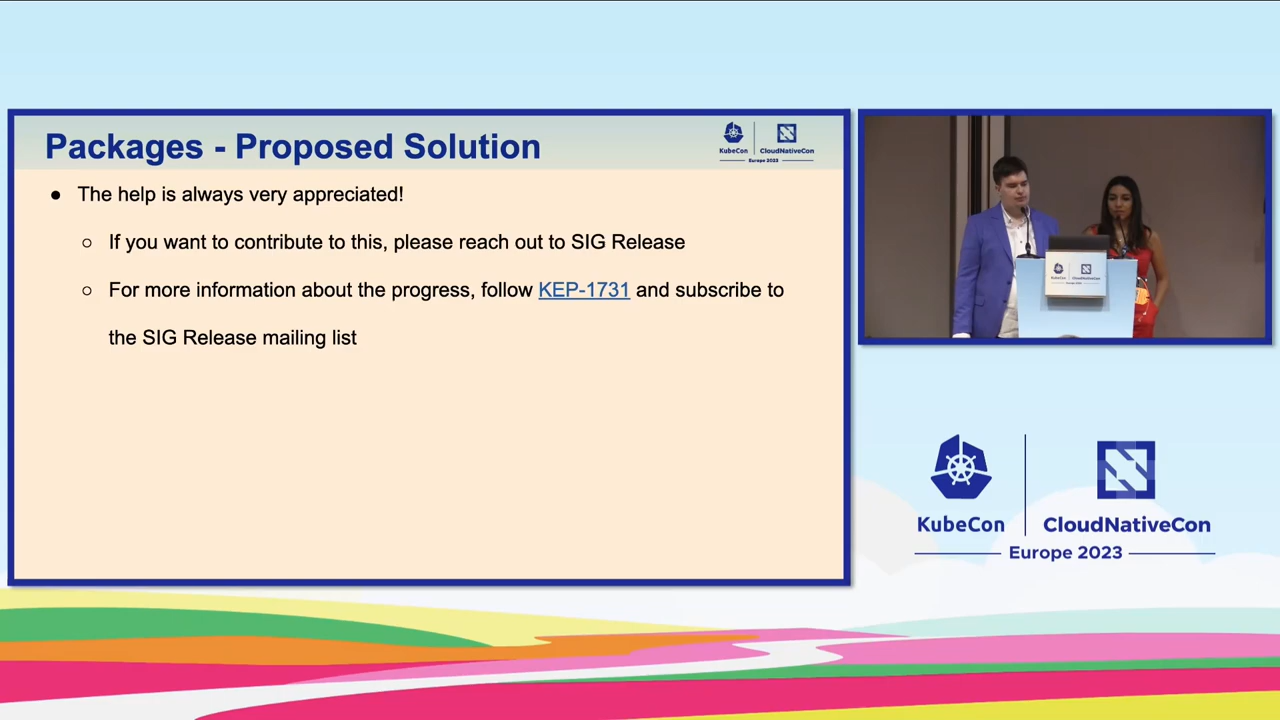 Packages - Proposed Solution
KubeCon
CloudNativeCon
Europe 2023
● The help is always very appreciated!
○ If you want to contribute to this, please reach out to SIG Release
○ For more information about the progress, follow KEP-1731 and subscribe to
the SIG Release mailing list
KubeCon
CloudNativeCon
Europe 2023